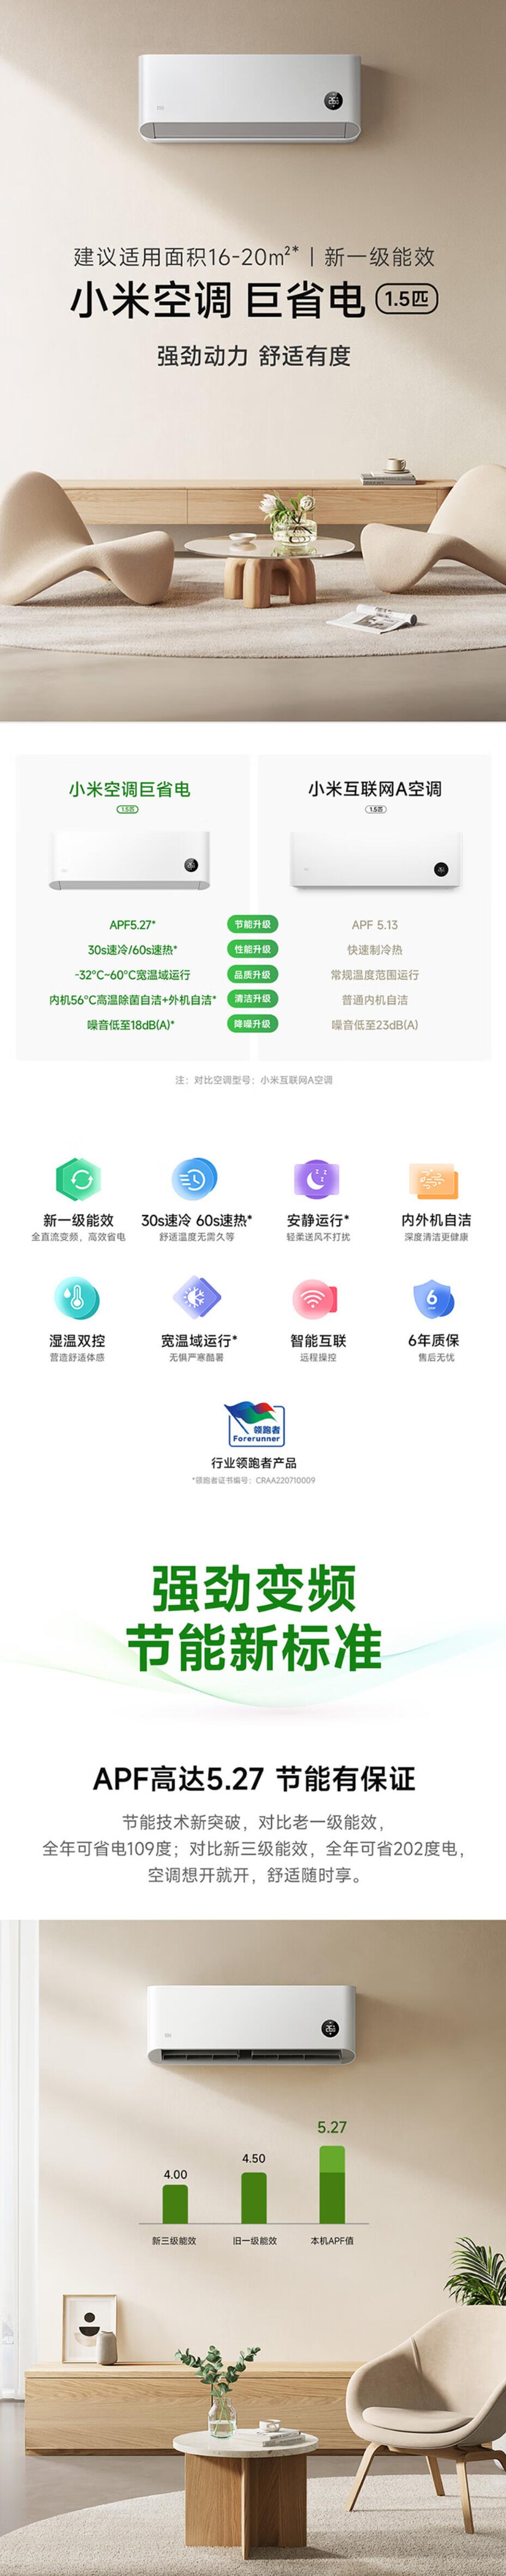 建议适用面积16-20m²*丨新一级能效
小米空调 巨省电 1.5匹
强劲动力 舒适有度
小米空调巨省电
1.5匹
小米互联网A空调
1.5匹
APF5.27* 节能升级 APF 5.13
30s速冷/60s速热* 性能升级 快速制冷热
-32°C~60°C宽温域运行 品质升级 常规温度范围运行
内机56°C高温除菌自洁+外机自洁* 清洁升级 普通内机自洁
噪音低至18dB(A)* 降噪升级 噪音低至23dB(A)
注：对比空调型号：小米互联网A空调
新一级能效
全直流变频，高效省电
30s速冷 60s速热*
舒适温度无需久等
安静运行*
轻柔送风不打扰
内外机自洁
深度清洁更健康
湿温双控
营造舒适体感
宽温域运行*
无惧严寒酷暑
智能互联
远程操控
6
6年质保
售后无忧
领跑者
Forerunner
行业领跑者产品
*领跑者证书编号：CRAA220710009
强劲变频
节能新标准
APF高达5.27 节能有保证
节能技术新突破，对比老一级能效，
全年可省电109度；对比新三级能效，全年可省202度电，
空调想开就开，舒适随时享。
5.27
4.50
4.00
新三级能效 旧一级能效 本机APF值